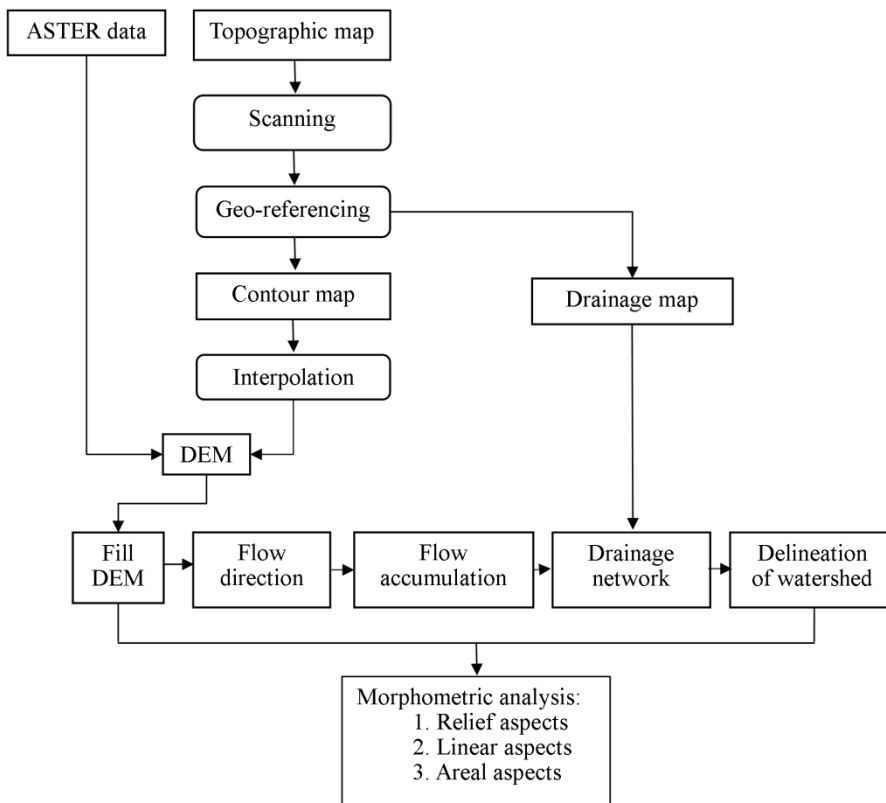 ASTER data
Topographic map
Scanning
Geo-referencing
Contour map
Drainage map
Interpolation
DEM
Fill
DEM
Flow
direction
Flow
accumulation
Drainage
network
Delineation
of watershed
Morphometric analysis:
1. Relief aspects
2. Linear aspects
3. Areal aspects